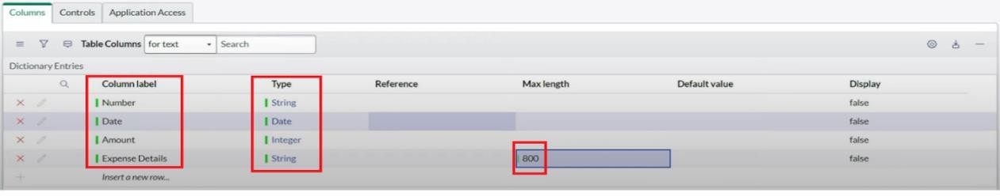 Columns Controls Application Access
Table Columns for text Search
Dictionary Entries
Column label Type Reference Max length Default value Display
Number String false
Date Date false
Amount Integer false
Expense Details String 800 false
Insert a new row...